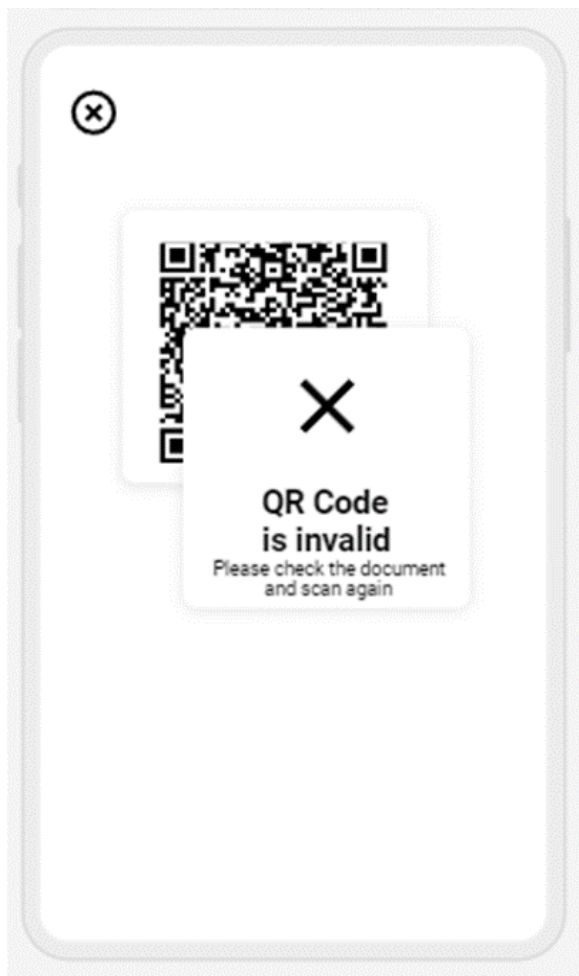 QR Code
is invalid
Please check the document
and scan again